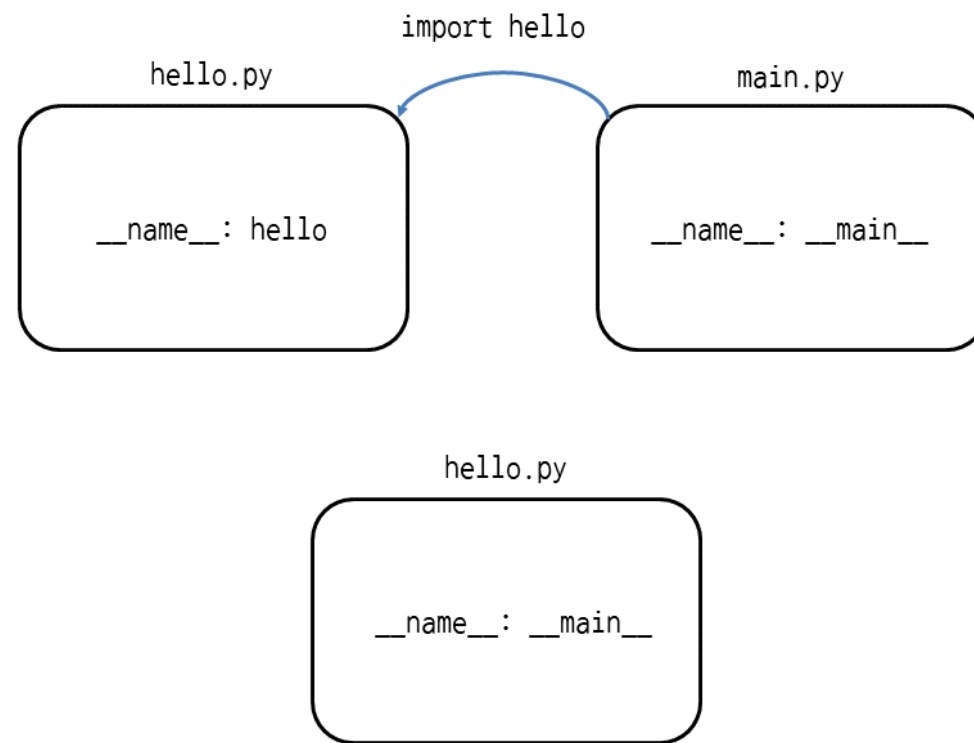 import hello
hello.py
main.py
__name__: hello
__name__: __main__
hello.py
__name__: __main__